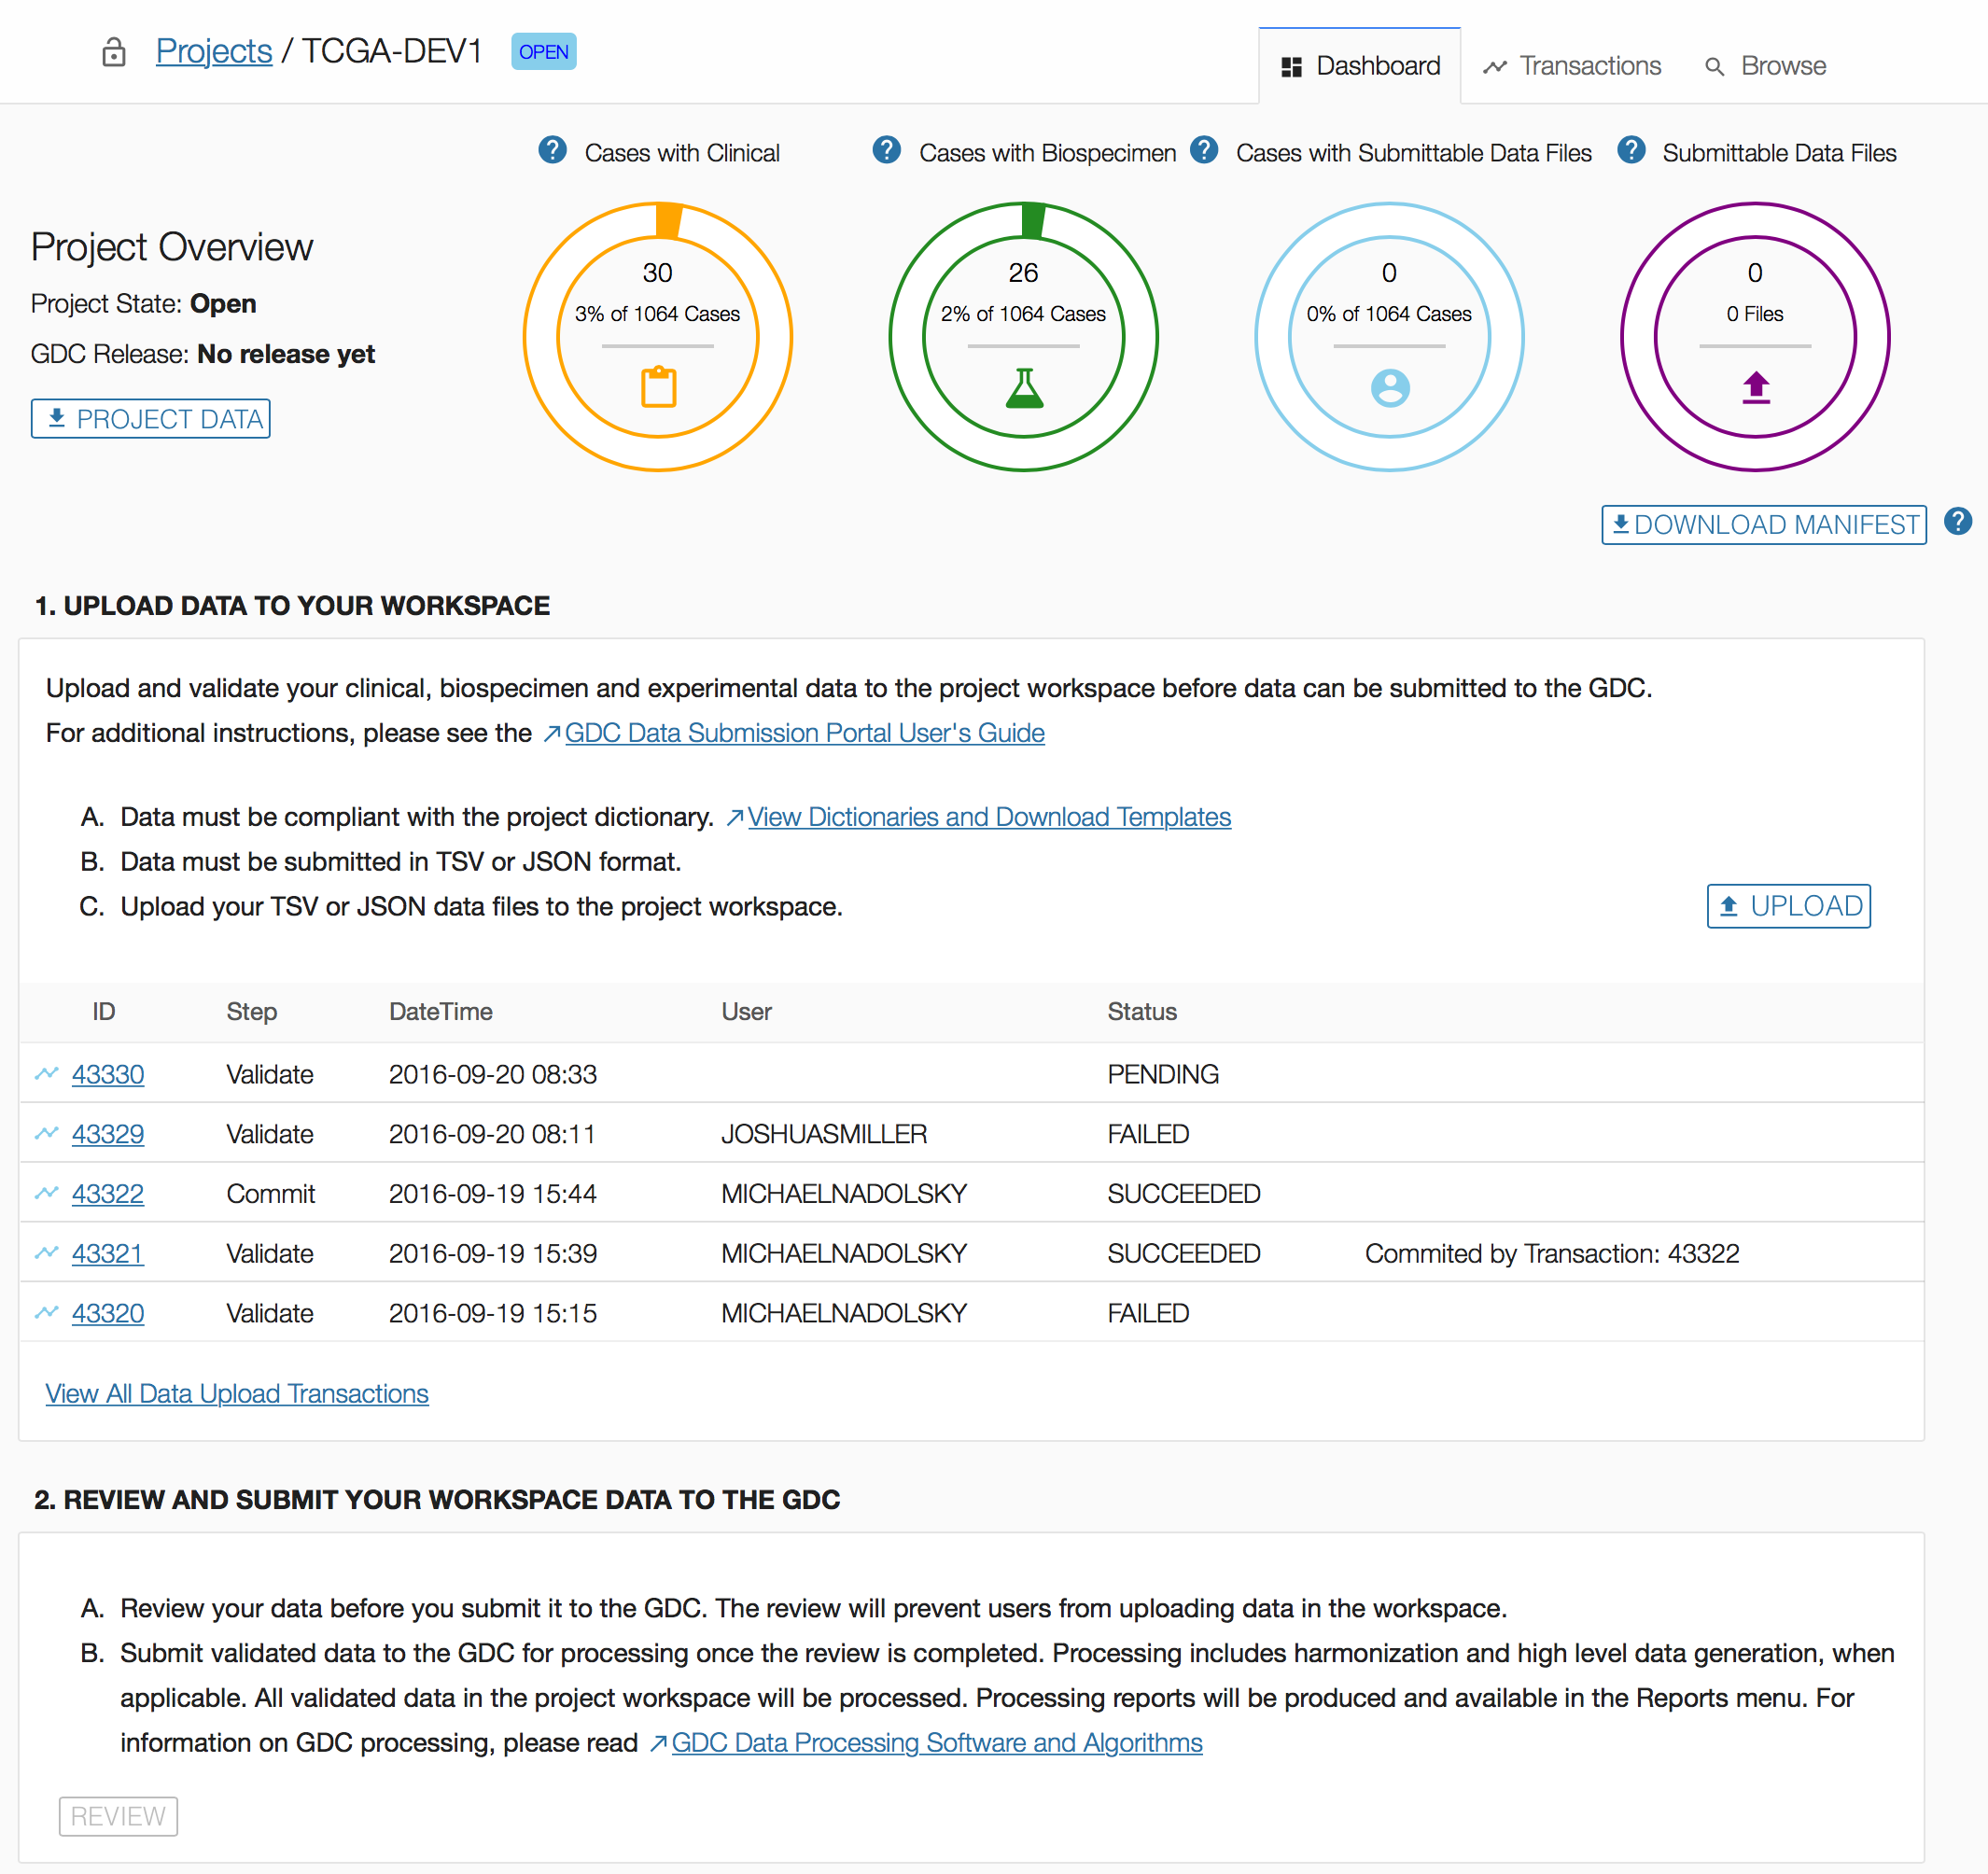 Projects / TCGA-DEV1 OPEN
Dashboard Transactions Browse
? Cases with Clinical ? Cases with Biospecimen ? Cases with Submittable Data Files ? Submittable Data Files
Project Overview
Project State: Open
GDC Release: No release yet
PROJECT DATA
30
3% of 1064 Cases
26
2% of 1064 Cases
0
0% of 1064 Cases
0
0 Files
DOWNLOAD MANIFEST ?
1. UPLOAD DATA TO YOUR WORKSPACE
Upload and validate your clinical, biospecimen and experimental data to the project workspace before data can be submitted to the GDC.
For additional instructions, please see the GDC Data Submission Portal User's Guide
A. Data must be compliant with the project dictionary. View Dictionaries and Download Templates
B. Data must be submitted in TSV or JSON format.
C. Upload your TSV or JSON data files to the project workspace.
UPLOAD
ID Step DateTime User Status
43330 Validate 2016-09-20 08:33 PENDING
43329 Validate 2016-09-20 08:11 JOSHUASMILLER FAILED
43322 Commit 2016-09-19 15:44 MICHAELNADOLSKY SUCCEEDED
43321 Validate 2016-09-19 15:39 MICHAELNADOLSKY SUCCEEDED Commited by Transaction: 43322
43320 Validate 2016-09-19 15:15 MICHAELNADOLSKY FAILED
View All Data Upload Transactions
2. REVIEW AND SUBMIT YOUR WORKSPACE DATA TO THE GDC
A. Review your data before you submit it to the GDC. The review will prevent users from uploading data in the workspace.
B. Submit validated data to the GDC for processing once the review is completed. Processing includes harmonization and high level data generation, when
applicable. All validated data in the project workspace will be processed. Processing reports will be produced and available in the Reports menu. For
information on GDC processing, please read GDC Data Processing Software and Algorithms
REVIEW